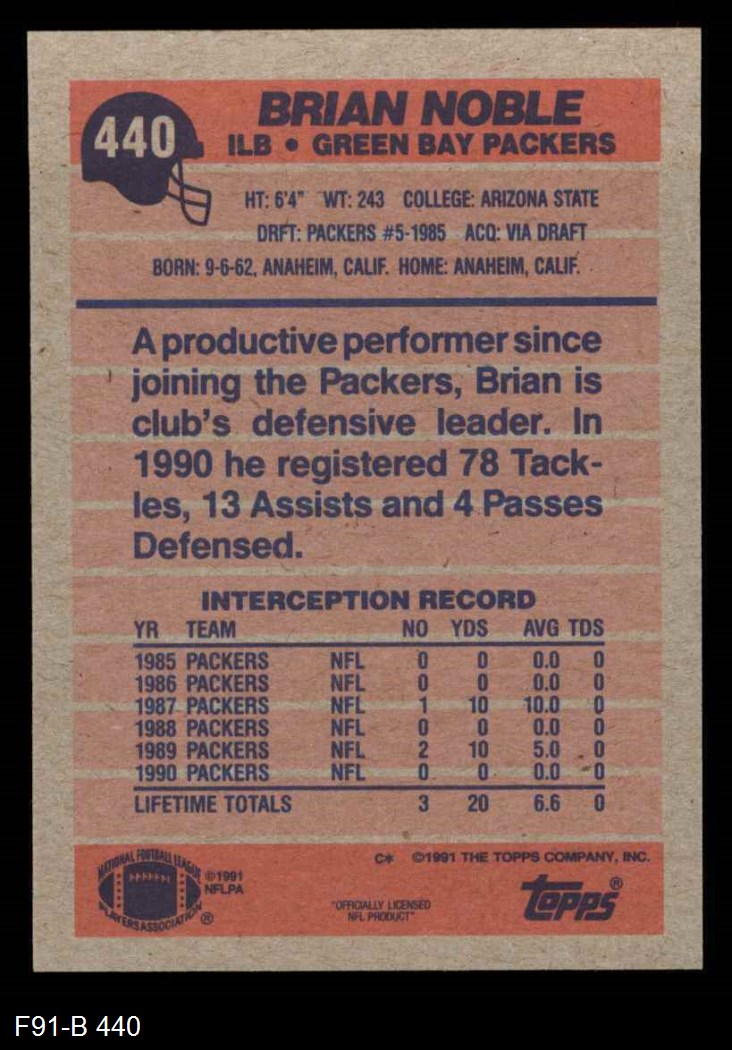 440
BRIAN NOBLE
ILB • GREEN BAY PACKERS
HT: 6'4" WT: 243 COLLEGE: ARIZONA STATE
DRFT: PACKERS #5-1985 ACQ: VIA DRAFT
BORN: 9-6-62, ANAHEIM, CALIF. HOME: ANAHEIM, CALIF.
A productive performer since
joining the Packers, Brian is
club's defensive leader. In
1990 he registered 78 Tack-
les, 13 Assists and 4 Passes
Defensed.
INTERCEPTION RECORD
YR TEAM NO YDS AVG TDS
1985 PACKERS NFL 0 0 0.0 0
1986 PACKERS NFL 0 0 0.0 0
1987 PACKERS NFL 1 10 10.0 0
1988 PACKERS NFL 0 0 0.0 0
1989 PACKERS NFL 2 10 5.0 0
1990 PACKERS NFL 0 0 0.0 0
LIFETIME TOTALS 3 20 6.6 0
C* ©1991 THE TOPPS COMPANY, INC.
NATIONAL FOOTBALL LEAGUE
PLAYERS ASSOCIATION ®
©1991
NFLPA
"OFFICIALLY LICENSED
NFL PRODUCT"
Topps®
F91-B 440